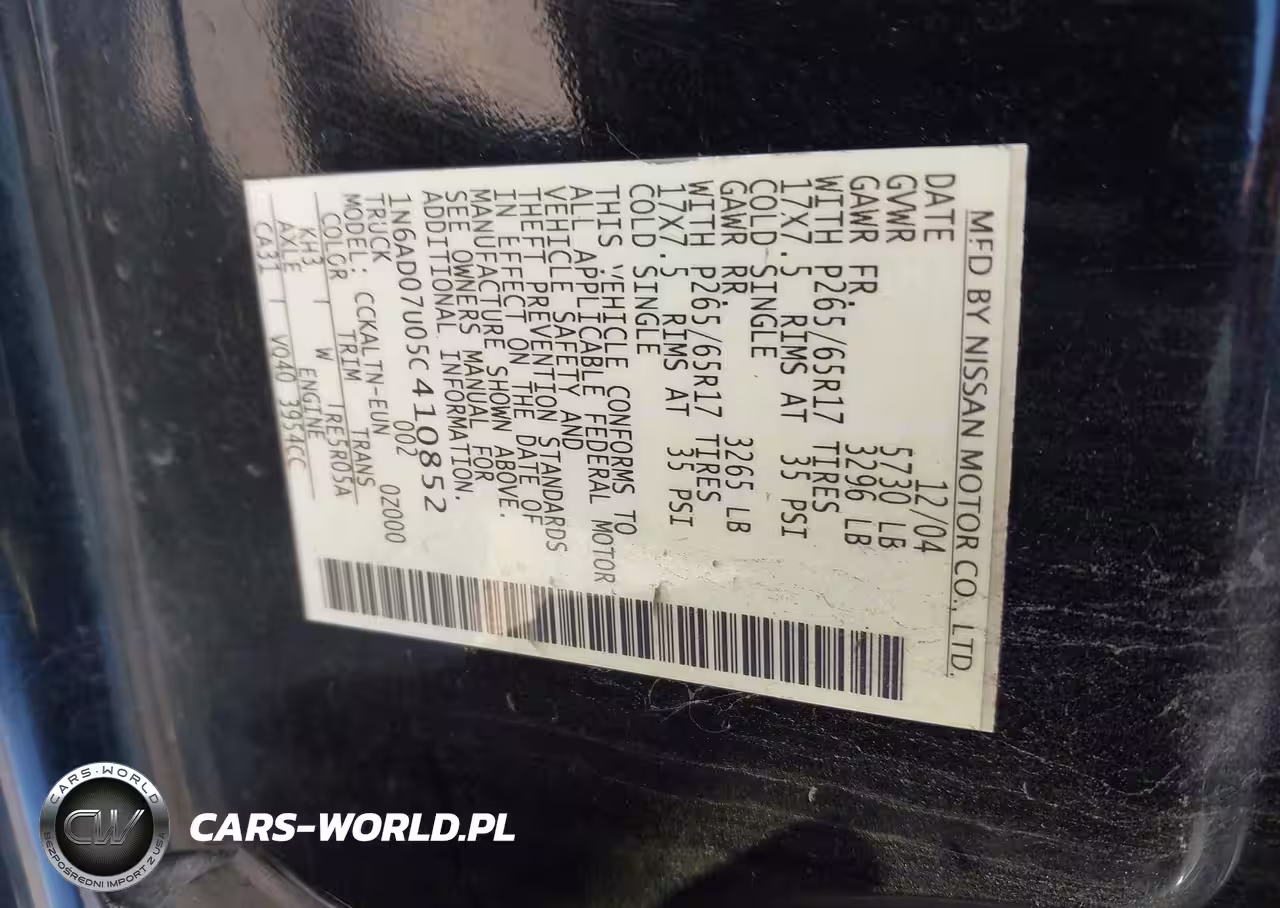 MFD BY NISSAN MOTOR CO., LTD.
DATE 12/04
GVWR 5730 LB
GAWR FR. 3296 LB
WITH P265/65R17 TIRES
17X7.5 RIMS AT 35 PSI
COLD SINGLE
GAWR RR. 3265 LB
WITH P265/65R17 TIRES
17X7.5 RIMS AT 35 PSI
COLD SINGLE
THIS VEHICLE CONFORMS TO
ALL APPLICABLE FEDERAL MOTOR
VEHICLE SAFETY AND
THEFT PREVENTION STANDARDS
IN EFFECT ON THE DATE OF
MANUFACTURE SHOWN ABOVE.
SEE OWNERS MANUAL FOR
ADDITIONAL INFORMATION.
1N6AD07U05C410852
TRUCK 002 0Z000
MODEL: CCKALTN-EUN
COLOR TRIM TRANS
KH3 W RE5R05A
AXLE ENGINE
CA31 VQ40 3954CC
CARS-WORLD
CW
BEZPOŚREDNI IMPORT Z USA
CARS-WORLD.PL